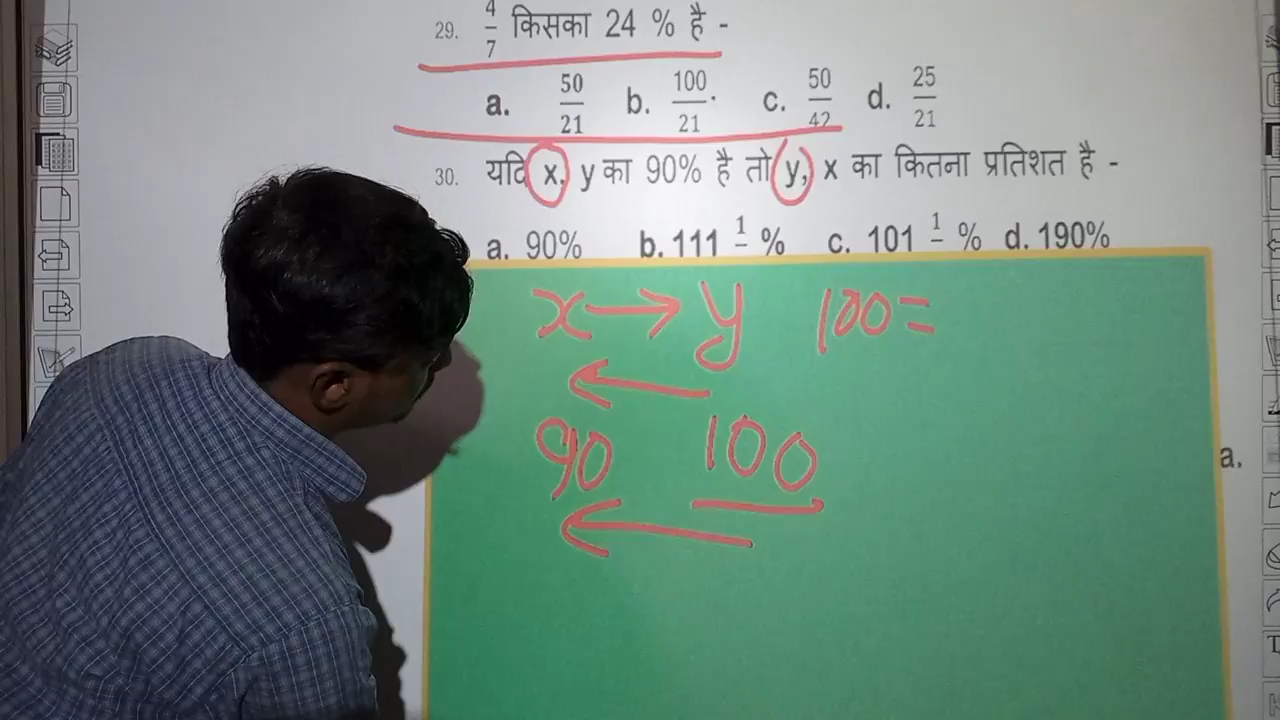 29. 4/7 किसका 24 % है -
a. 50/21 b. 100/21 c. 50/42 d. 25/21
30. यदि x, y का 90% है तो y, x का कितना प्रतिशत है -
a. 90% b. 111 1 % c. 101 1 % d. 190%
x → y 100 =
←
90 100
←
a.